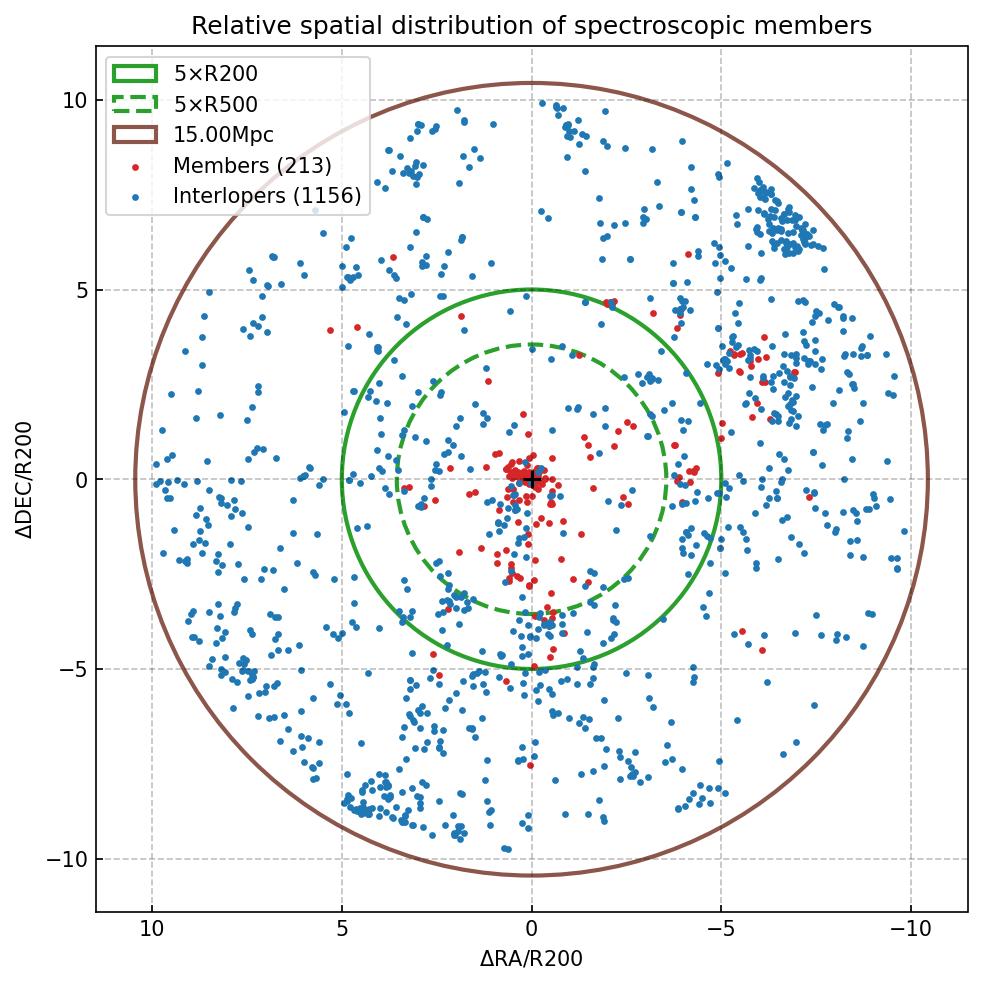 Relative spatial distribution of spectroscopic members
5×R200
5×R500
15.00Mpc
Members (213)
Interlopers (1156)
10
5
0
−5
−10
ΔDEC/R200
10
5
0
−5
−10
ΔRA/R200